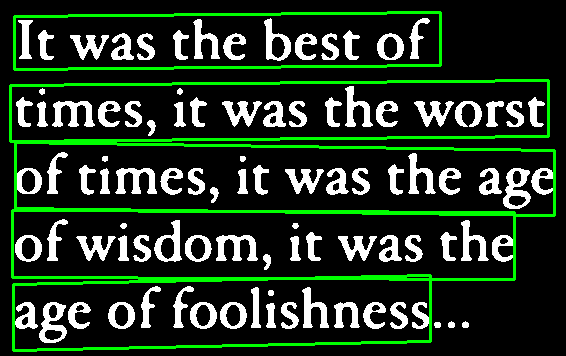 It was the best of
times, it was the worst
of times, it was the age
of wisdom, it was the
age of foolishness...